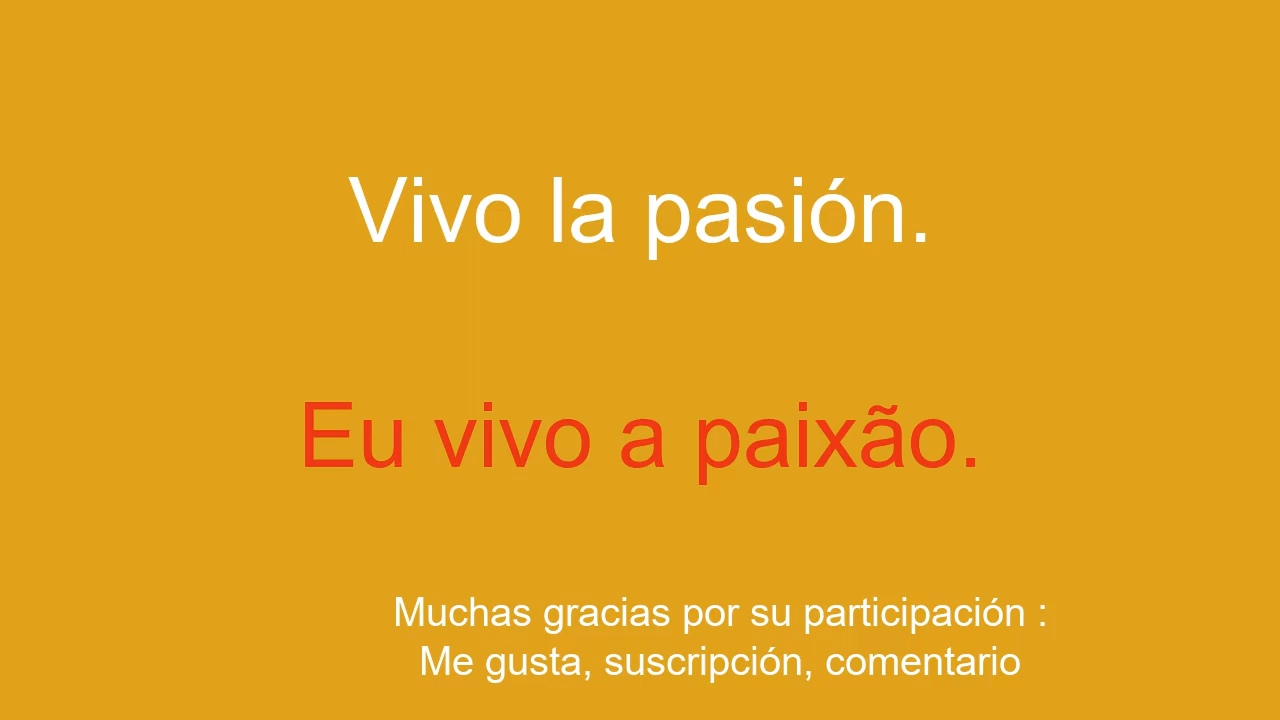 Vivo la pasión.
Eu vivo a paixão.
Muchas gracias por su participación :
Me gusta, suscripción, comentario